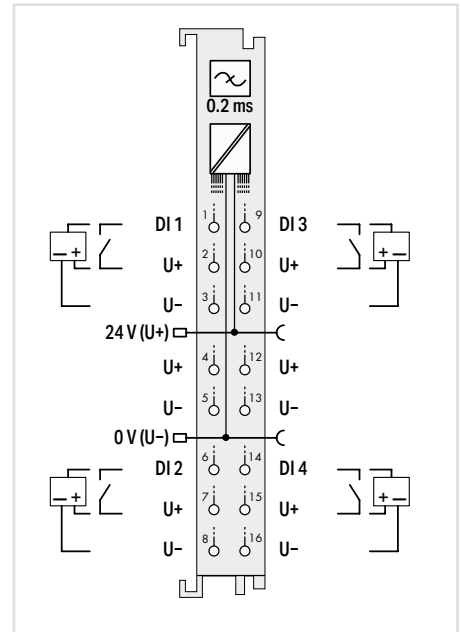 0.2 ms
DI 1 1 9 DI 3
U+ 2 10 U+
U− 3 11 U−
24 V (U+)
U+ 4 12 U+
U− 5 13 U−
0 V (U−)
DI 2 6 14 DI 4
U+ 7 15 U+
U− 8 16 U−
− +
− +
− +
− +